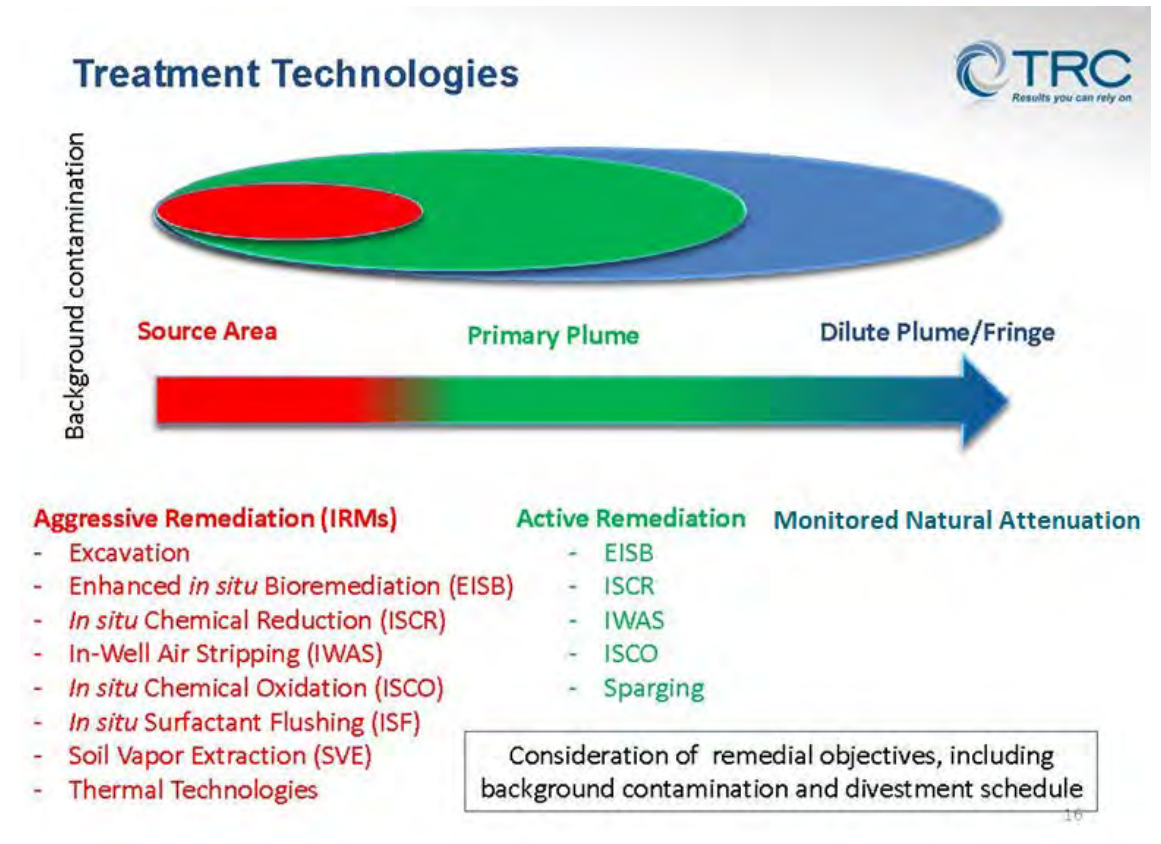 Treatment Technologies
TRC
Results you can rely on
Background contamination
Source Area
Primary Plume
Dilute Plume/Fringe
Aggressive Remediation (IRMs)
- Excavation
- Enhanced in situ Bioremediation (EISB)
- In situ Chemical Reduction (ISCR)
- In-Well Air Stripping (IWAS)
- In situ Chemical Oxidation (ISCO)
- In situ Surfactant Flushing (ISF)
- Soil Vapor Extraction (SVE)
- Thermal Technologies
Active Remediation
- EISB
- ISCR
- IWAS
- ISCO
- Sparging
Monitored Natural Attenuation
Consideration of remedial objectives, including
background contamination and divestment schedule
16